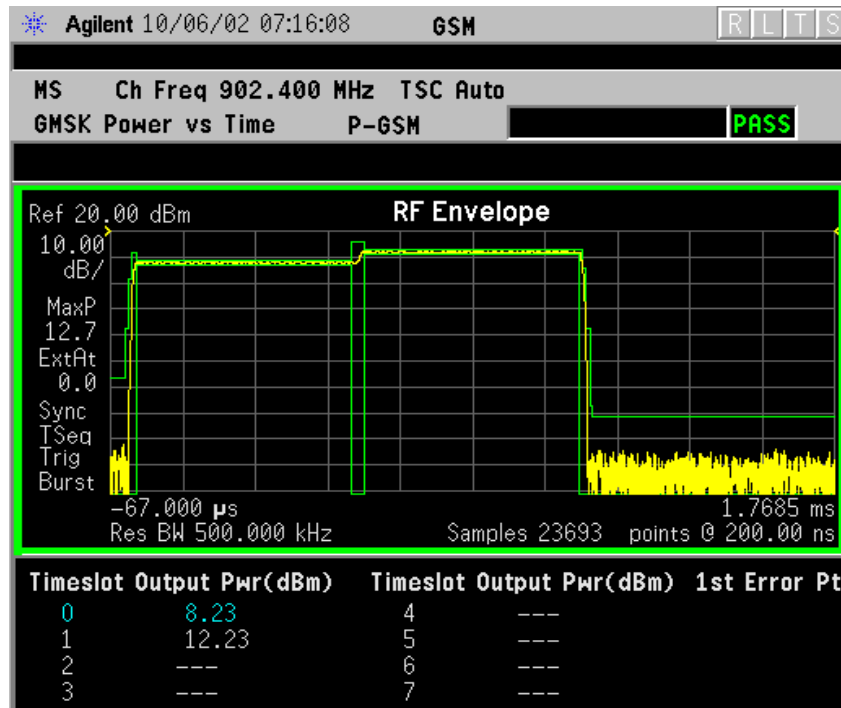 Agilent 10/06/02 07:16:08 GSM R L T S
MS Ch Freq 902.400 MHz TSC Auto
GMSK Power vs Time P-GSM PASS
Ref 20.00 dBm RF Envelope
10.00
dB/
MaxP
12.7
ExtAt
0.0
Sync
TSeq
Trig
Burst
-67.000 µs 1.7685 ms
Res BW 500.000 kHz Samples 23693 points @ 200.00 ns
Timeslot Output Pwr(dBm) Timeslot Output Pwr(dBm) 1st Error Pt
0 8.23 4 ---
1 12.23 5 ---
2 --- 6 ---
3 --- 7 ---